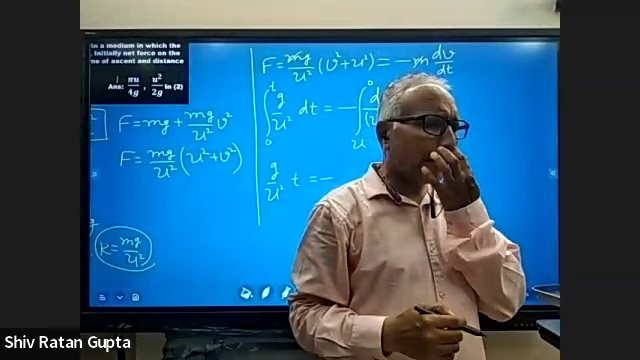 in a medium in which the
. Initially net force on the
me of ascent and distance
Ans: πu/4g , u²/2g ln (2)
F = mg + mg/u² v²
F = mg/u² (u² + v²)
K = mg/u²
F = mg/u² (v² + u²) = - m dv/dt
∫₀ᵗ g/u² dt = - ∫ᵤ⁰ d
g/u² t = -
Shiv Ratan Gupta